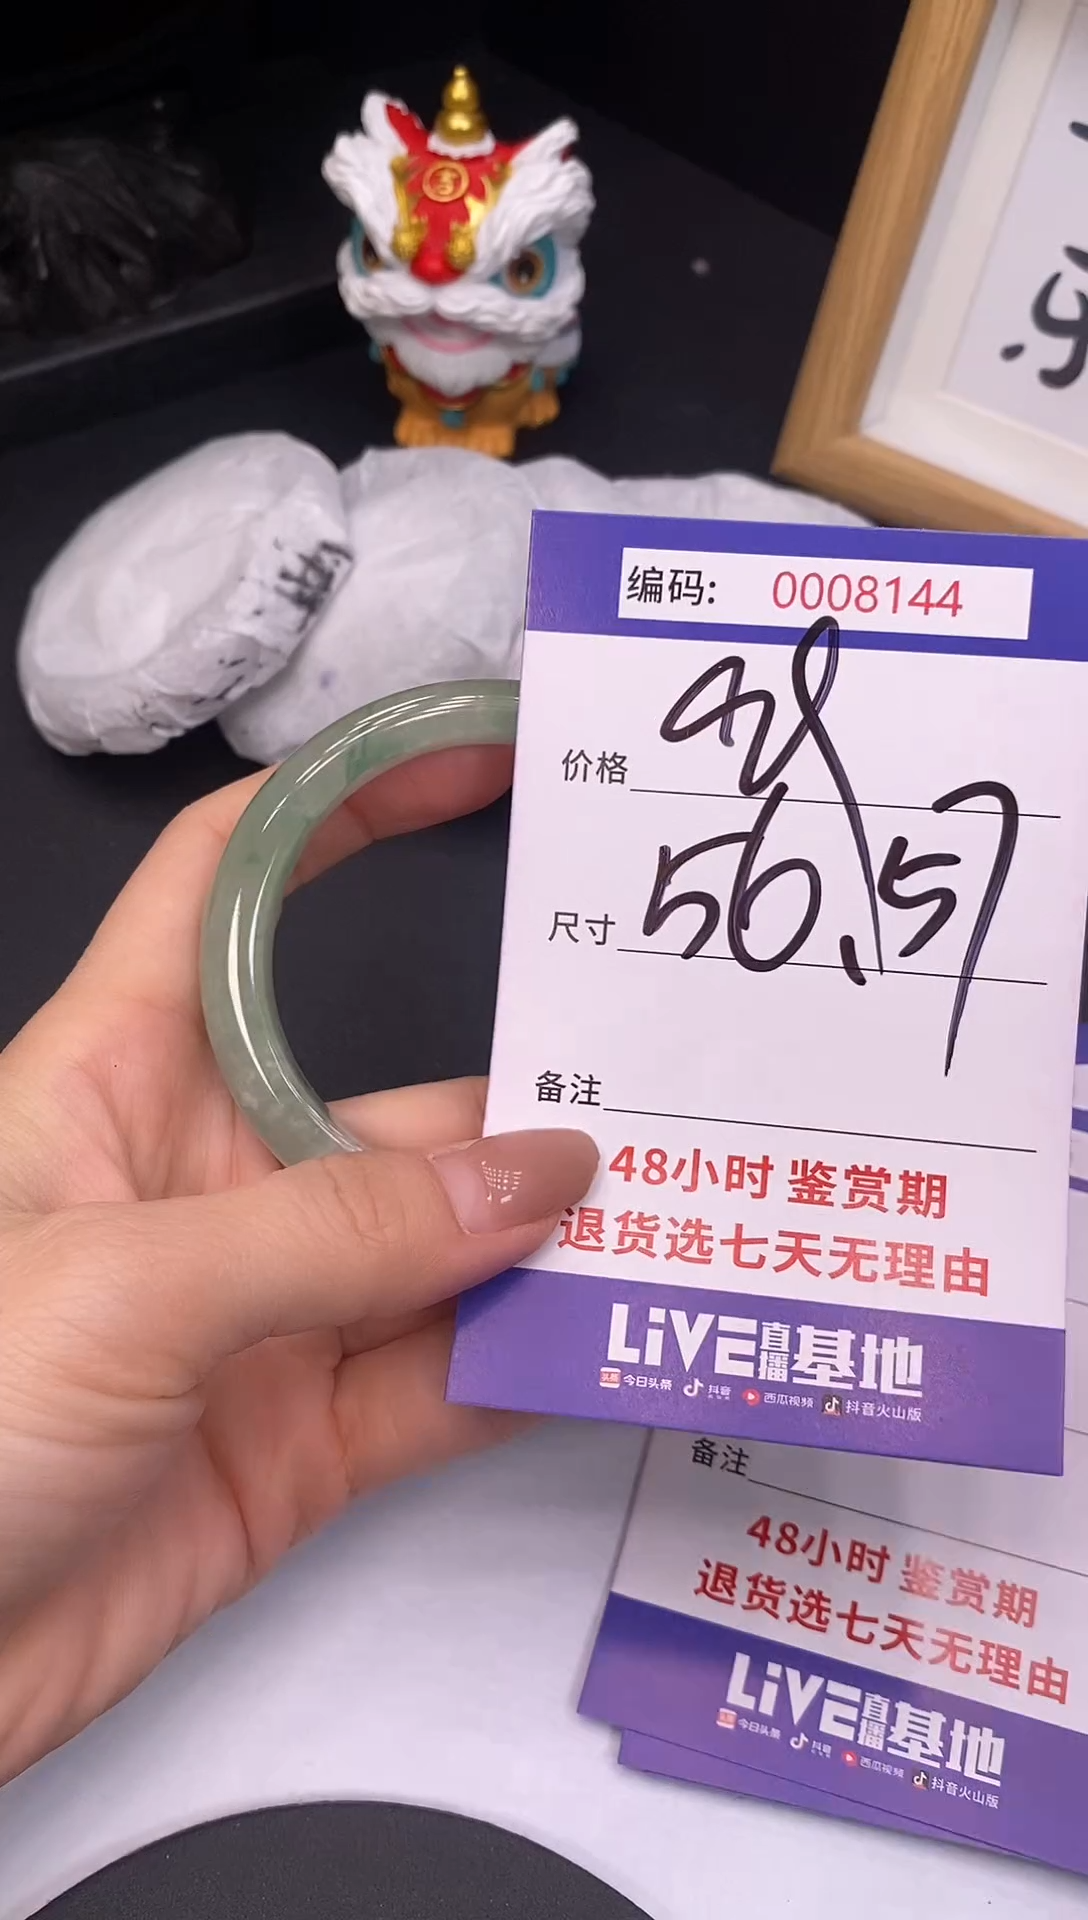 编码: 0008144
价格
尺寸 56.57
备注
48小时 鉴赏期
退货选七天无理由
LiVE直播基地
头条 今日头条 抖音 西瓜视频 抖音火山版
备注
48小时 鉴赏期
退货选七天无理由
LiVE直播基地
今日头条 抖音 西瓜视频 抖音火山版